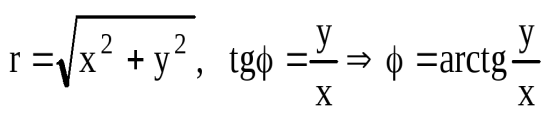 r = √(x² + y²), tgϕ = y/x ⇒ ϕ = arctg y/x